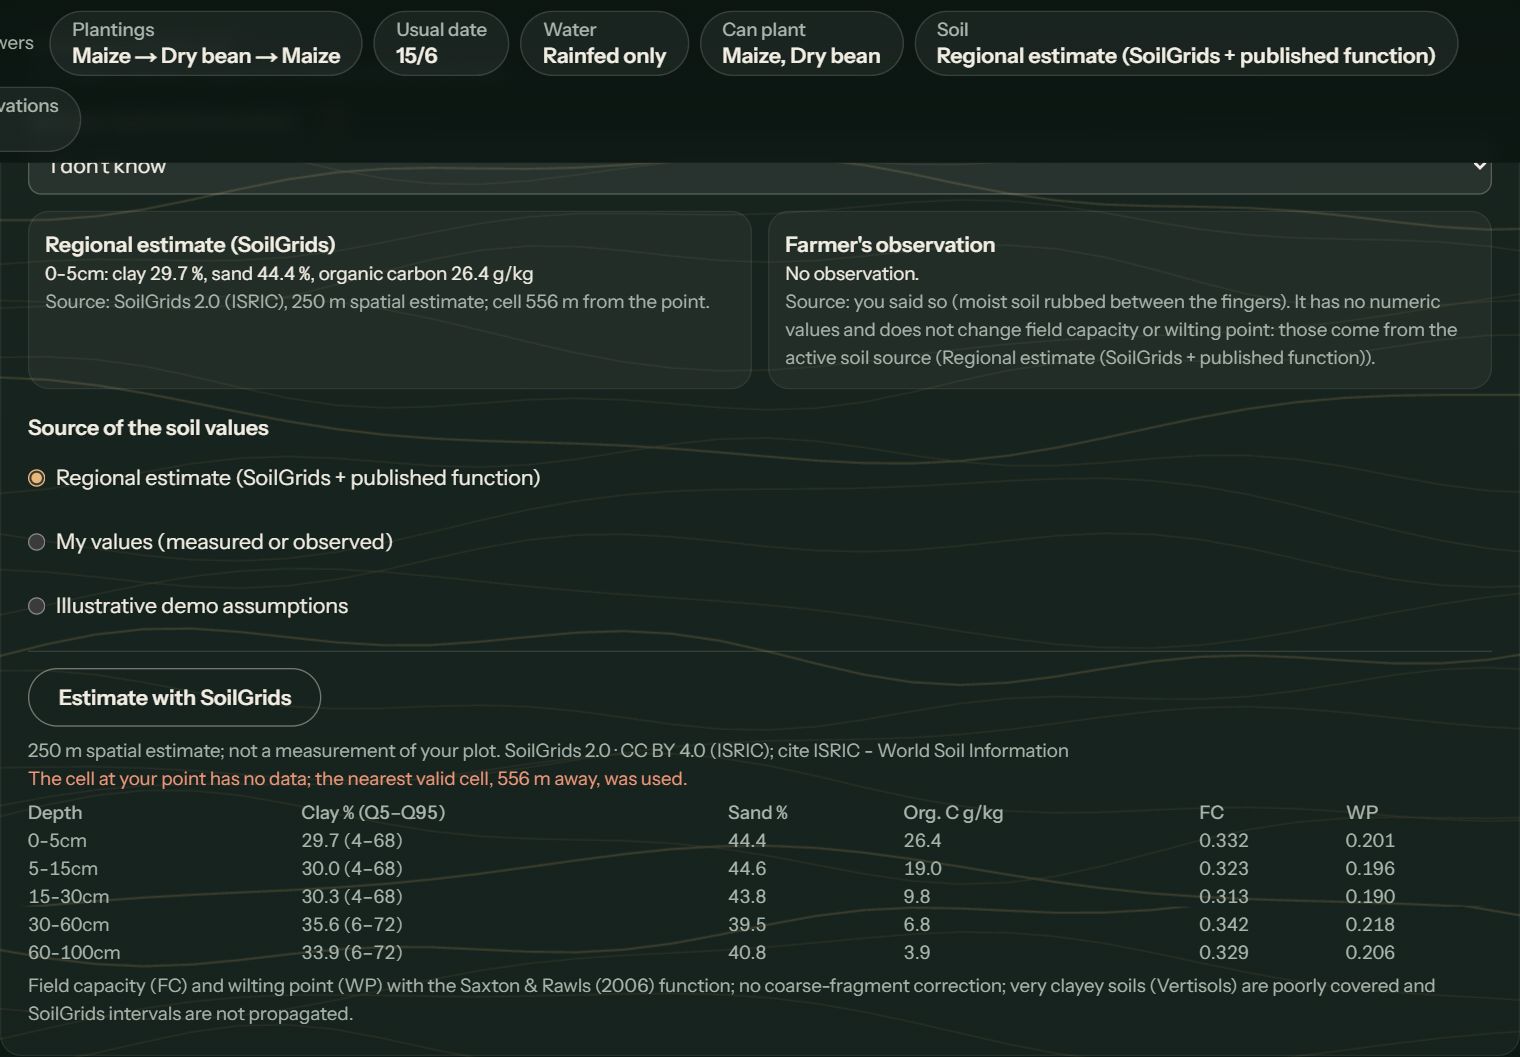 Plantings
Maize → Dry bean → Maize
Usual date
15/6
Water
Rainfed only
Can plant
Maize, Dry bean
Soil
Regional estimate (SoilGrids + published function)
I don't know
Regional estimate (SoilGrids)
0-5cm: clay 29.7 %, sand 44.4 %, organic carbon 26.4 g/kg
Source: SoilGrids 2.0 (ISRIC), 250 m spatial estimate; cell 556 m from the point.
Farmer's observation
No observation.
Source: you said so (moist soil rubbed between the fingers). It has no numeric
values and does not change field capacity or wilting point: those come from the
active soil source (Regional estimate (SoilGrids + published function)).
Source of the soil values
Regional estimate (SoilGrids + published function)
My values (measured or observed)
Illustrative demo assumptions
Estimate with SoilGrids
250 m spatial estimate; not a measurement of your plot. SoilGrids 2.0 · CC BY 4.0 (ISRIC); cite ISRIC - World Soil Information
The cell at your point has no data; the nearest valid cell, 556 m away, was used.
Depth Clay % (Q5–Q95) Sand % Org. C g/kg FC WP
0-5cm 29.7 (4–68) 44.4 26.4 0.332 0.201
5-15cm 30.0 (4–68) 44.6 19.0 0.323 0.196
15-30cm 30.3 (4–68) 43.8 9.8 0.313 0.190
30-60cm 35.6 (6–72) 39.5 6.8 0.342 0.218
60-100cm 33.9 (6–72) 40.8 3.9 0.329 0.206
Field capacity (FC) and wilting point (WP) with the Saxton & Rawls (2006) function; no coarse-fragment correction; very clayey soils (Vertisols) are poorly covered and
SoilGrids intervals are not propagated.